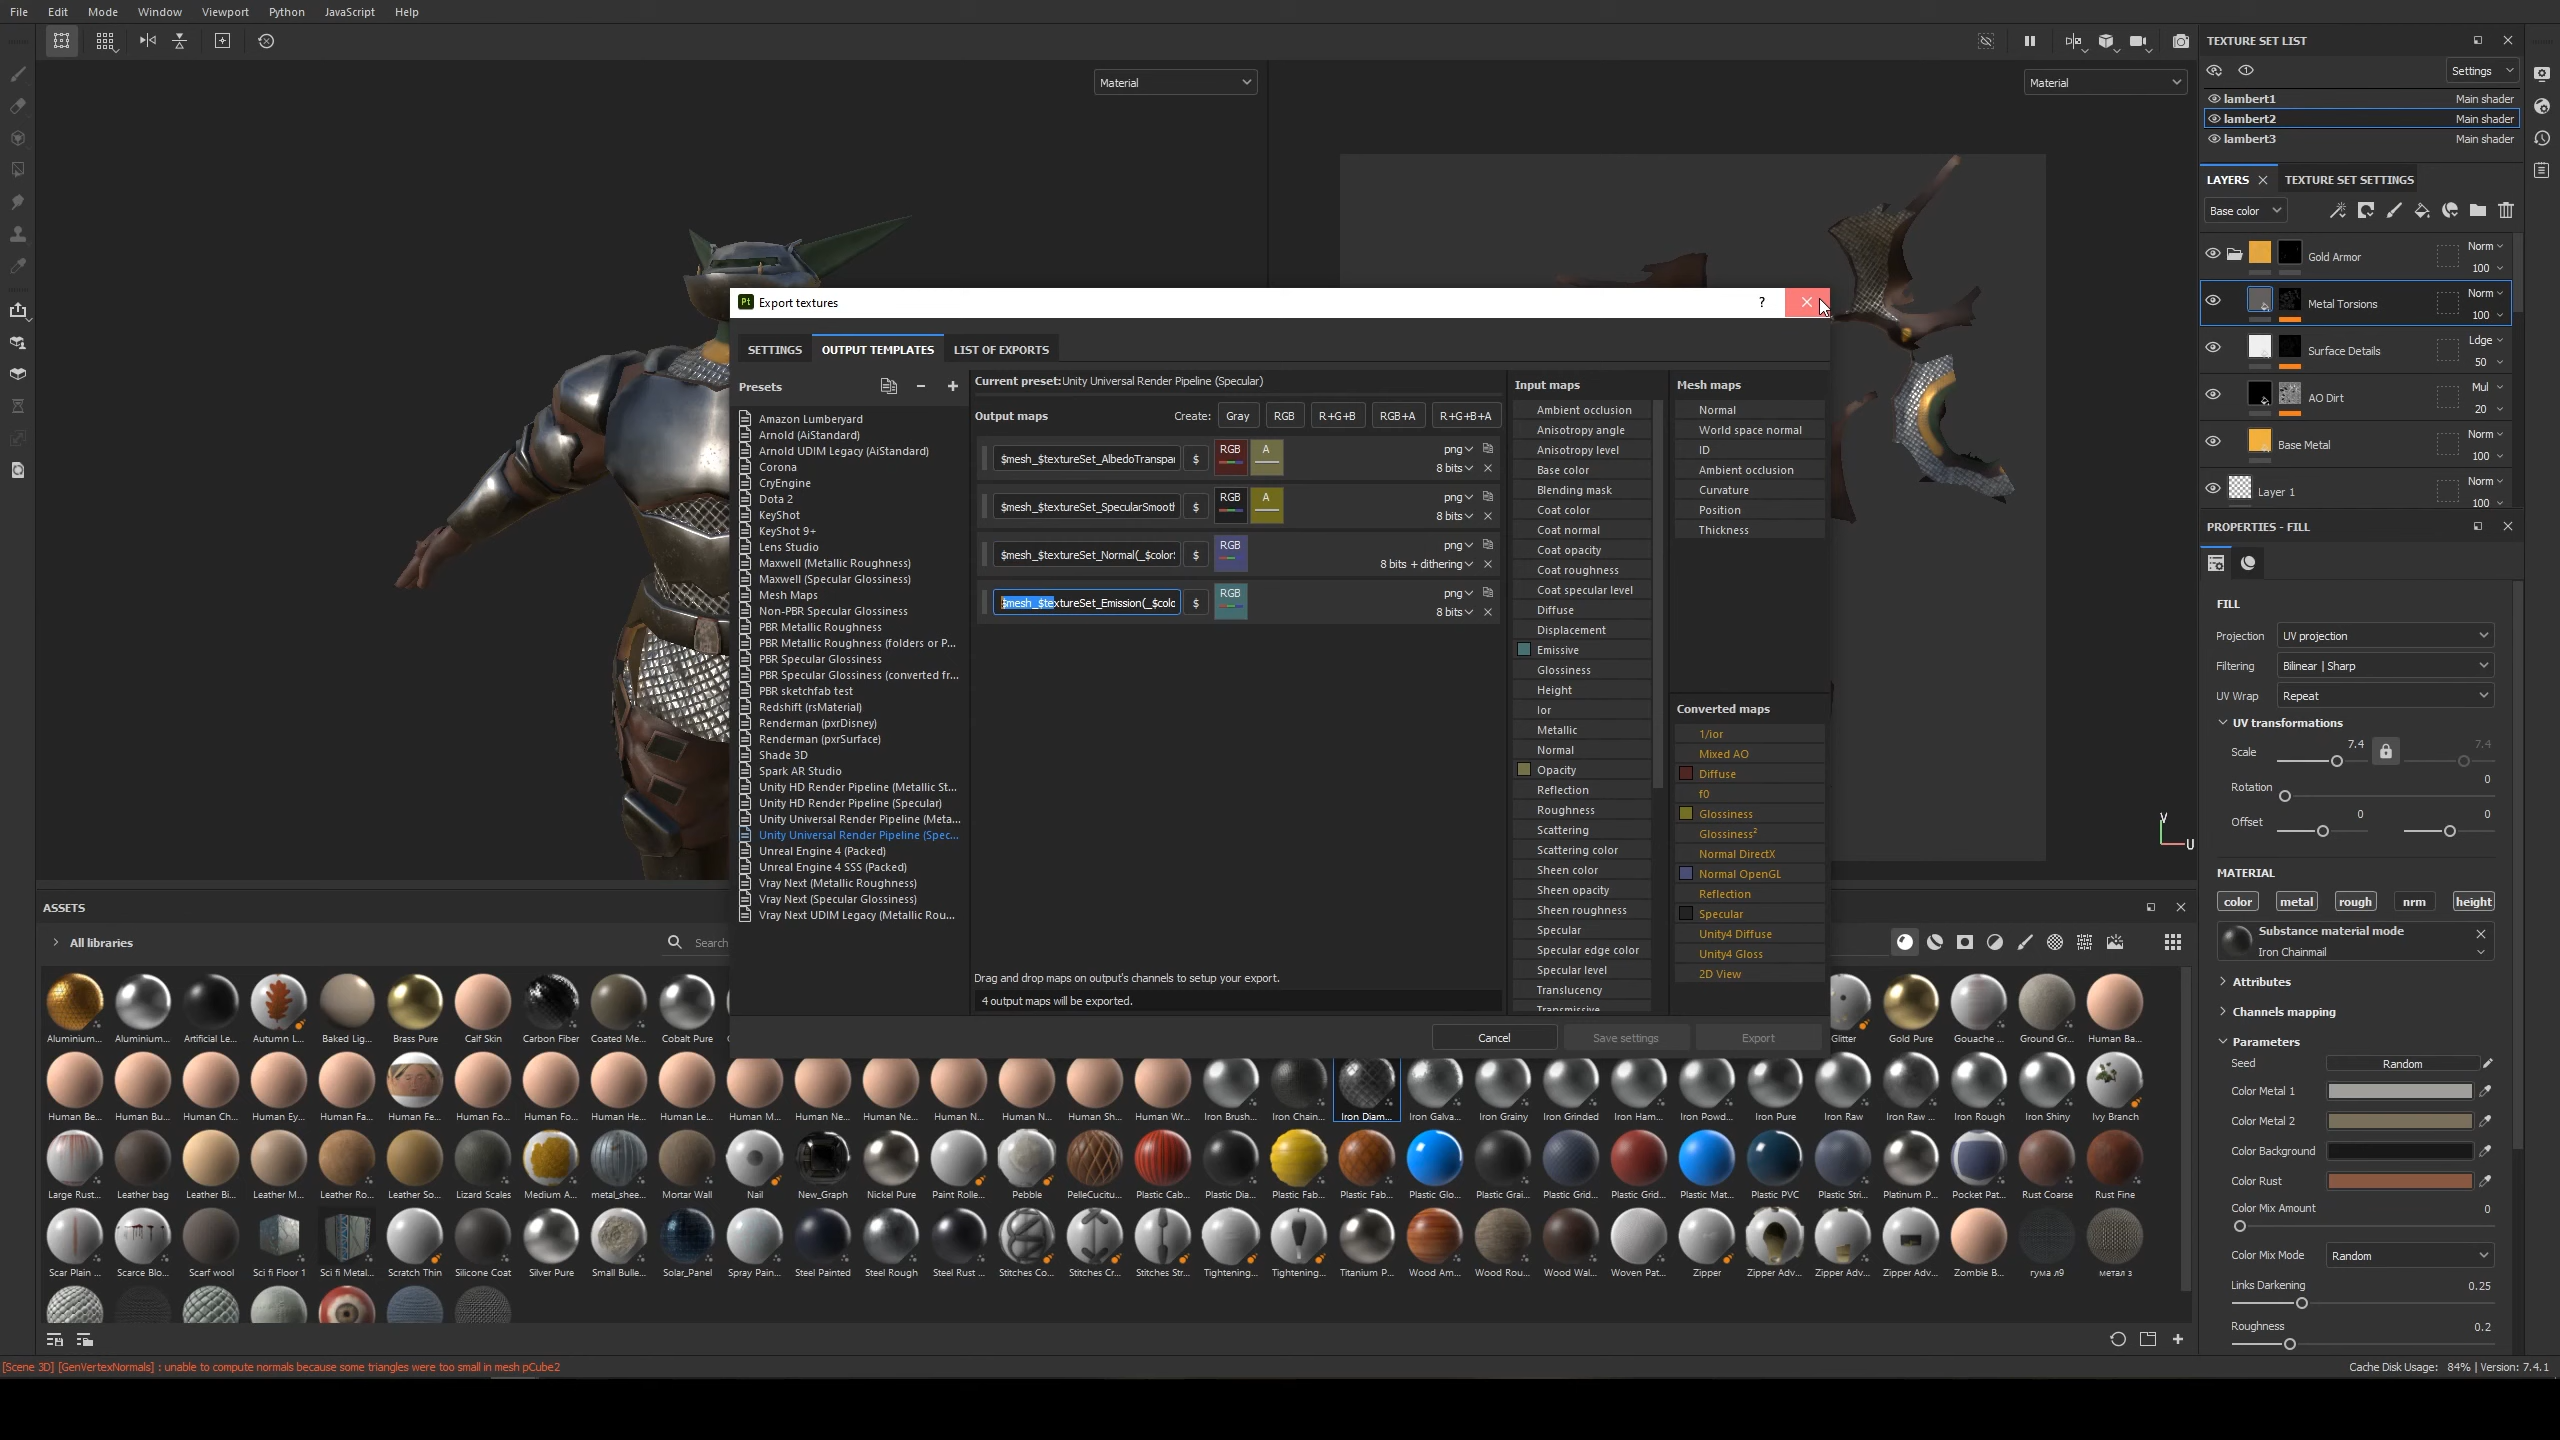 File Edit Mode Window Viewport Python JavaScript Help
Material
Material
TEXTURE SET LIST
Settings
lambert1 Main shader
lambert2 Main shader
lambert3 Main shader
LAYERS TEXTURE SET SETTINGS
Base color
Gold Armor Norm 100
Metal Torsions Norm 100
Surface Details Ldge 50
AO Dirt Mul 20
Base Metal Norm 100
Layer 1 Norm 100
PROPERTIES - FILL
FILL
Projection UV projection
Filtering Bilinear | Sharp
UV Wrap Repeat
UV transformations
Scale 7.4 7.4
Rotation 0
Offset 0 0
MATERIAL
color metal rough nrm height
Substance material mode
Iron Chainmail
Attributes
Channels mapping
Parameters
Seed Random
Color Metal 1
Color Metal 2
Color Background
Color Rust
Color Mix Amount 0
Color Mix Mode Random
Links Darkening 0.25
Roughness 0.2
V
U
Pt Export textures ?
SETTINGS OUTPUT TEMPLATES LIST OF EXPORTS
Presets
Amazon Lumberyard
Arnold (AiStandard)
Arnold UDIM Legacy (AiStandard)
Corona
CryEngine
Dota 2
KeyShot
KeyShot 9+
Lens Studio
Maxwell (Metallic Roughness)
Maxwell (Specular Glossiness)
Mesh Maps
Non-PBR Specular Glossiness
PBR Metallic Roughness
PBR Metallic Roughness (folders or P...
PBR Specular Glossiness
PBR Specular Glossiness (converted fr...
PBR sketchfab test
Redshift (rsMaterial)
Renderman (pxrDisney)
Renderman (pxrSurface)
Shade 3D
Spark AR Studio
Unity HD Render Pipeline (Metallic St...
Unity HD Render Pipeline (Specular)
Unity Universal Render Pipeline (Meta...
Unity Universal Render Pipeline (Spec...
Unreal Engine 4 (Packed)
Unreal Engine 4 SSS (Packed)
Vray Next (Metallic Roughness)
Vray Next (Specular Glossiness)
Vray Next UDIM Legacy (Metallic Rou...
Current preset:Unity Universal Render Pipeline (Specular)
Output maps Create: Gray RGB R+G+B RGB+A R+G+B+A
$mesh_$textureSet_AlbedoTranspar $ RGB A png 8 bits
$mesh_$textureSet_SpecularSmooth $ RGB A png 8 bits
$mesh_$textureSet_Normal(_$color $ RGB png 8 bits + dithering
$mesh_$textureSet_Emission(_$colo $ RGB png 8 bits
Drag and drop maps on output's channels to setup your export.
4 output maps will be exported.
Input maps
Ambient occlusion
Anisotropy angle
Anisotropy level
Base color
Blending mask
Coat color
Coat normal
Coat opacity
Coat roughness
Coat specular level
Diffuse
Displacement
Emissive
Glossiness
Height
Ior
Metallic
Normal
Opacity
Reflection
Roughness
Scattering
Scattering color
Sheen color
Sheen opacity
Sheen roughness
Specular
Specular edge color
Specular level
Translucency
Transmissive
Mesh maps
Normal
World space normal
ID
Ambient occlusion
Curvature
Position
Thickness
Converted maps
1/ior
Mixed AO
Diffuse
f0
Glossiness
Glossiness²
Normal DirectX
Normal OpenGL
Reflection
Specular
Unity4 Diffuse
Unity4 Gloss
2D View
Cancel Save settings Export
ASSETS
All libraries Search
Aluminium... Aluminium... Artificial Le... Autumn L... Baked Lig... Brass Pure Calf Skin Carbon Fiber Coated Me... Cobalt Pure Glitter Gold Pure Gouache ... Ground Gr... Human Ba...
Human Be... Human Bu... Human Ch... Human Ey... Human Fa... Human Fe... Human Fo... Human Fo... Human He... Human Le... Human M... Human Ne... Human Ne... Human N... Human N... Human Sh... Human Wr... Iron Brush... Iron Chain... Iron Diam... Iron Galva... Iron Grainy Iron Grinded Iron Ham... Iron Powd... Iron Pure Iron Raw Iron Raw ... Iron Rough Iron Shiny Ivy Branch
Large Rust... Leather bag Leather Bi... Leather M... Leather Ro... Leather So... Lizard Scales Medium A... metal_shee... Mortar Wall Nail New_Graph Nickel Pure Paint Rolle... Pebble PelleCucitu... Plastic Cab... Plastic Dia... Plastic Fab... Plastic Fab... Plastic Glo... Plastic Grai... Plastic Grid... Plastic Grid... Plastic Mat... Plastic PVC Plastic Stri... Platinum P... Pocket Pat... Rust Coarse Rust Fine
Scar Plain ... Scarce Blo... Scarf wool Sci fi Floor 1 Sci fi Metal... Scratch Thin Silicone Coat Silver Pure Small Bulle... Solar_Panel Spray Pain... Steel Painted Steel Rough Steel Rust ... Stitches Co... Stitches Cr... Stitches Str... Tightening... Tightening... Titanium P... Wood Am... Wood Rou... Wood Wal... Woven Pat... Zipper Zipper Adv... Zipper Adv... Zipper Adv... Zombie B... гума л9 метал з
[Scene 3D] [GenVertexNormals] : unable to compute normals because some triangles were too small in mesh pCube2
Cache Disk Usage: 84% | Version: 7.4.1